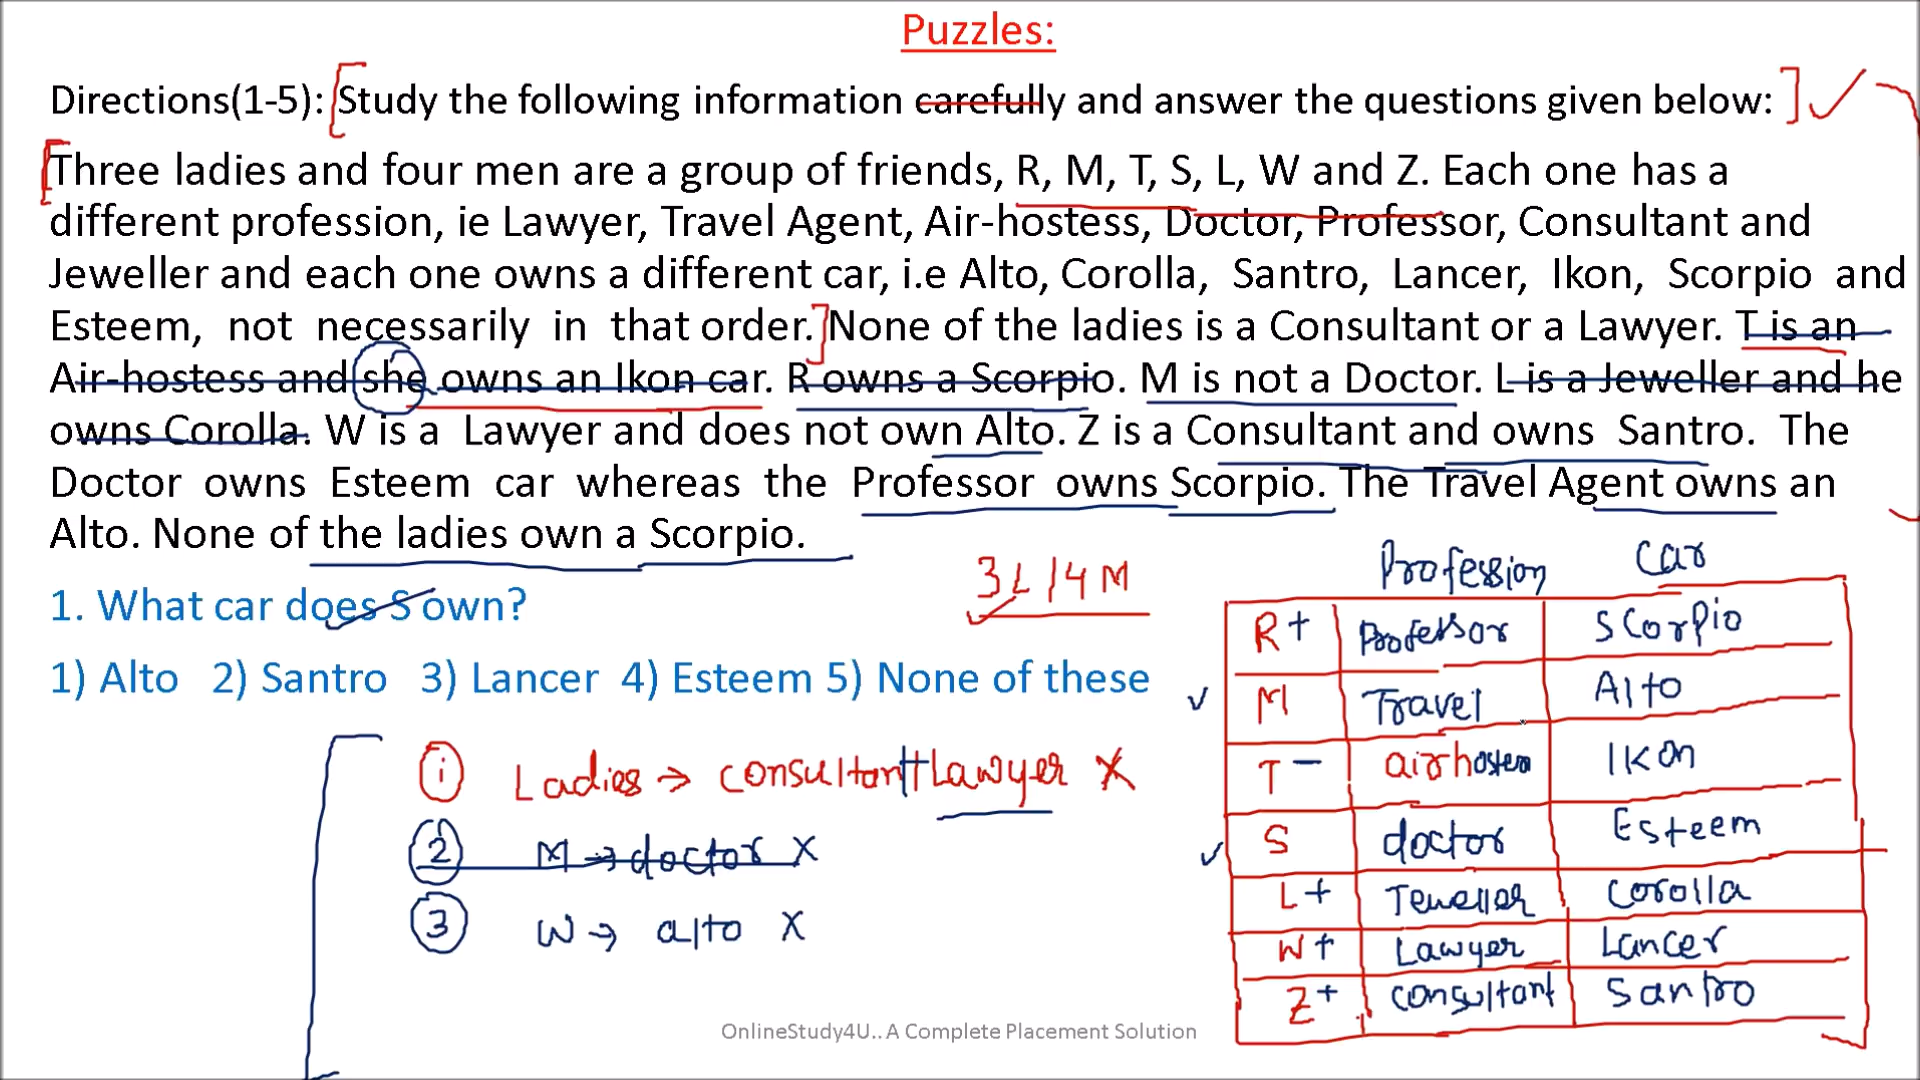 Puzzles:
Directions(1-5): Study the following information carefully and answer the questions given below:
Three ladies and four men are a group of friends, R, M, T, S, L, W and Z. Each one has a
different profession, ie Lawyer, Travel Agent, Air-hostess, Doctor, Professor, Consultant and
Jeweller and each one owns a different car, i.e Alto, Corolla, Santro, Lancer, Ikon, Scorpio and
Esteem, not necessarily in that order. None of the ladies is a Consultant or a Lawyer. T is an
Air-hostess and she owns an Ikon car. R owns a Scorpio. M is not a Doctor. L is a Jeweller and he
owns Corolla. W is a Lawyer and does not own Alto. Z is a Consultant and owns Santro. The
Doctor owns Esteem car whereas the Professor owns Scorpio. The Travel Agent owns an
Alto. None of the ladies own a Scorpio.
3L/4M
Profession Car
1. What car does S own?
R+ Professor Scorpio
1) Alto 2) Santro 3) Lancer 4) Esteem 5) None of these
M Travel Alto
i Ladies → consultant+Lawyer X
T - airhostess Ikon
2 M → doctor X
S doctor Esteem
L+ Jeweller Corolla
3 W → alto X
W+ Lawyer Lancer
Z+ Consultant Santro
OnlineStudy4U.. A Complete Placement Solution